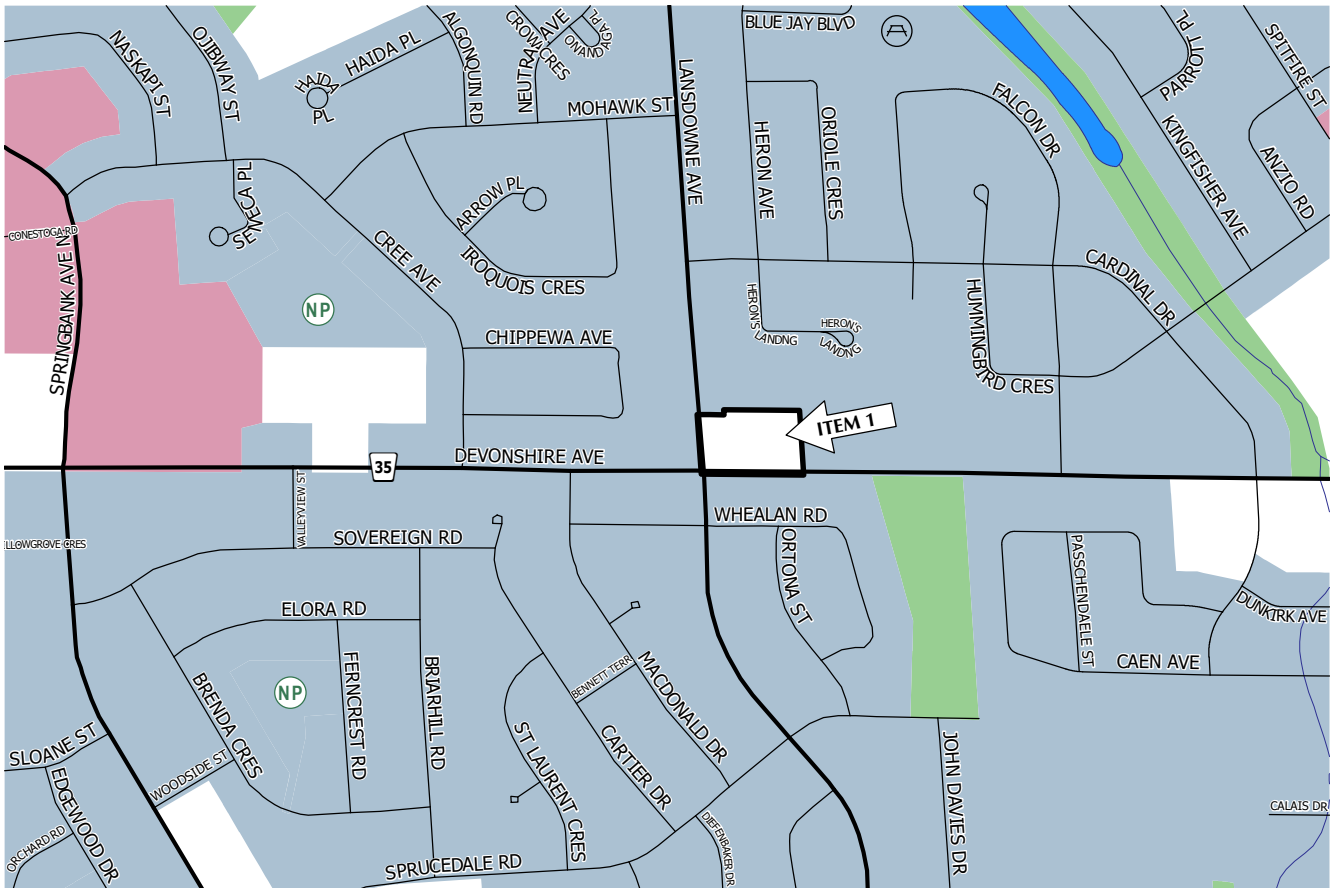 BLUE JAY BLVD
NASKAPI ST
OJIBWAY ST
HAIDA PL
HAIDA
PL
ALGONQUIN RD
NEUTRAL AVE
CROW CRES
ONANDAGA PL
MOHAWK ST
LANSDOWNE AVE
HERON AVE
ORIOLE CRES
FALCON DR
PARROTT PL
SPITFIRE ST
KINGFISHER AVE
ANZIO RD
SENECA PL
ARROW PL
CONESTOGA RD
SPRINGBANK AVE N
CREE AVE
IROQUOIS CRES
CARDINAL DR
NP
HERON'S
LANDNG
HERON'S
LANDNG
HUMMINGBIRD CRES
CHIPPEWA AVE
ITEM 1
DEVONSHIRE AVE
35
VALLEYVIEW ST
WHEALAN RD
SOVEREIGN RD
LLOWGROVE CRES
ORTONA ST
PASSCHENDAELE ST
DUNKIRK AVE
ELORA RD
CAEN AVE
BRENDA CRES
NP
FERNCREST RD
BRIARHILL RD
BENNETT TERR
MACDONALD DR
ST LAURENT CRES
CARTIER DR
SLOANE ST
WOODSIDE ST
EDGEWOOD DR
ORCHARD RD
JOHN DAVIES DR
CALAIS DR
DIEFENBAKER DR
SPRUCEDALE RD